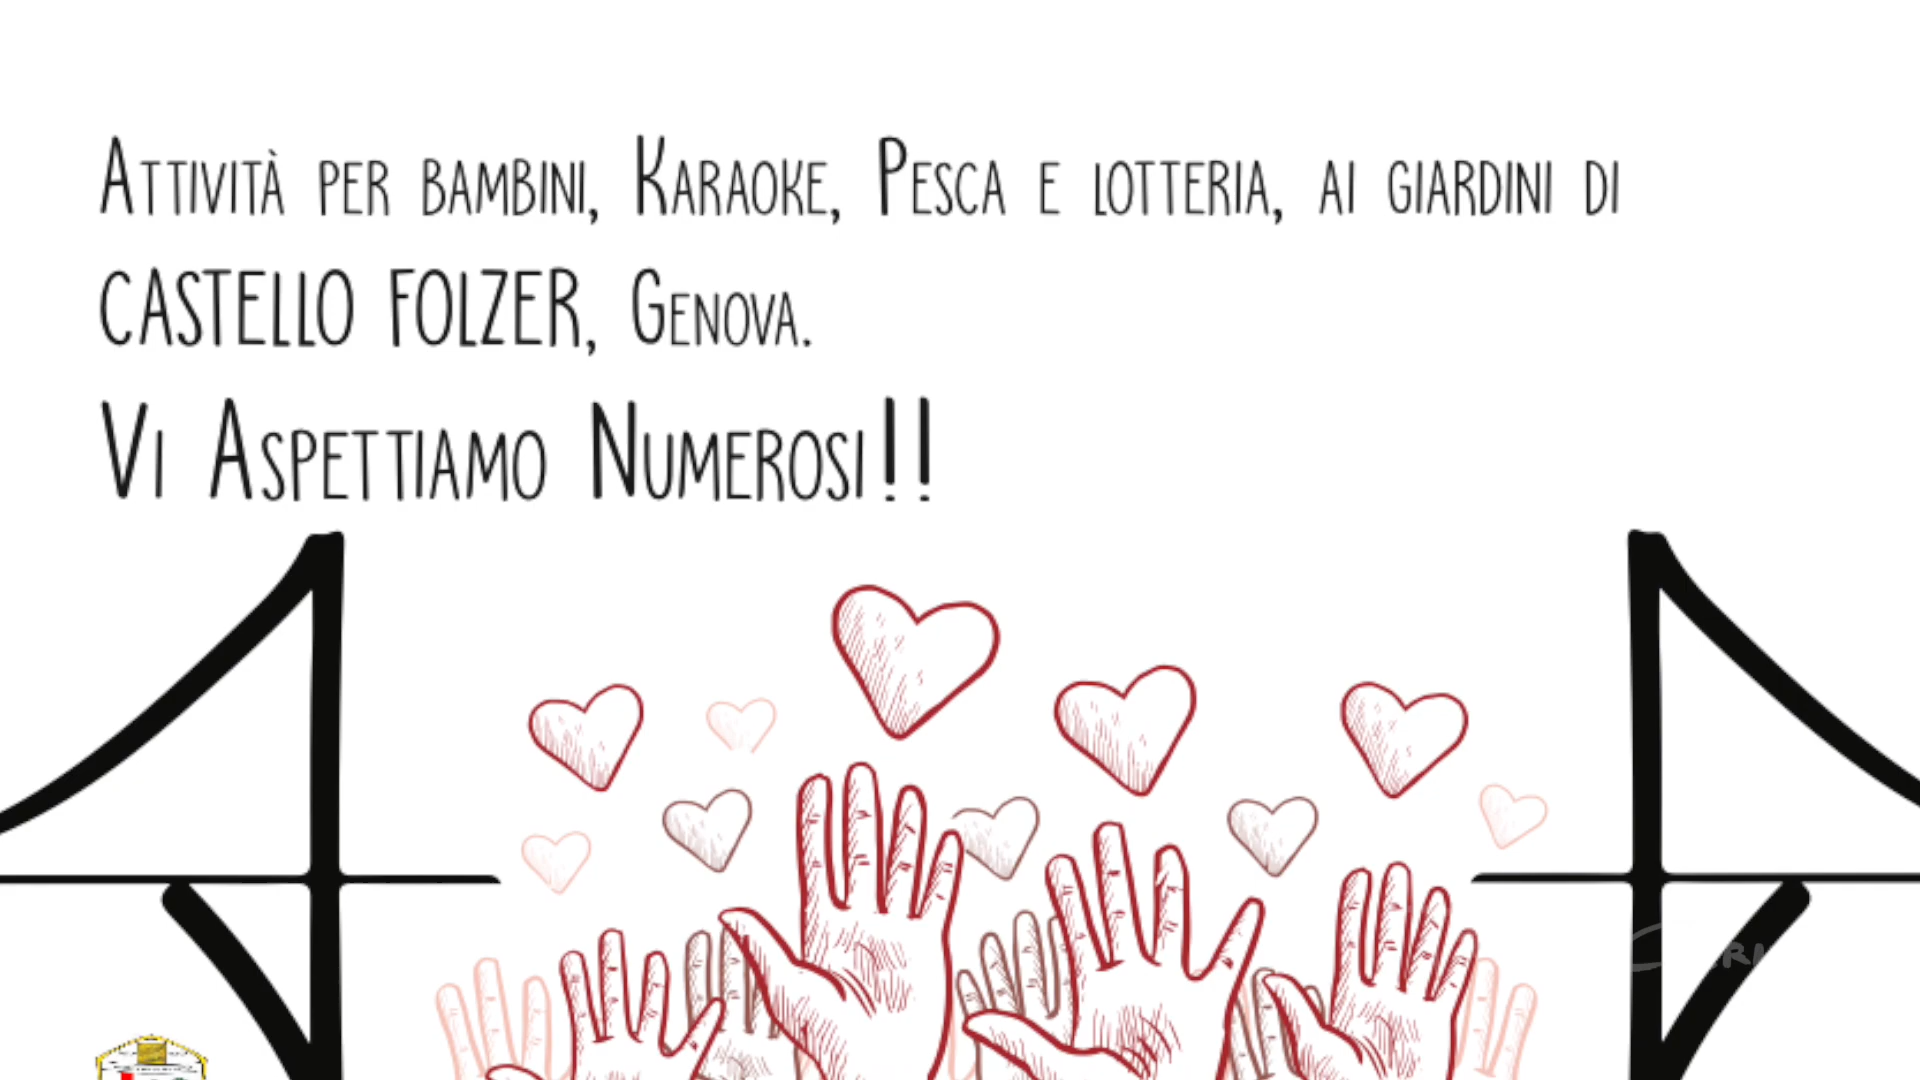 Attività per bambini, Karaoke, Pesca e lotteria, ai giardini di
CASTELLO FOLZER, Genova.
Vi Aspettiamo Numerosi!!